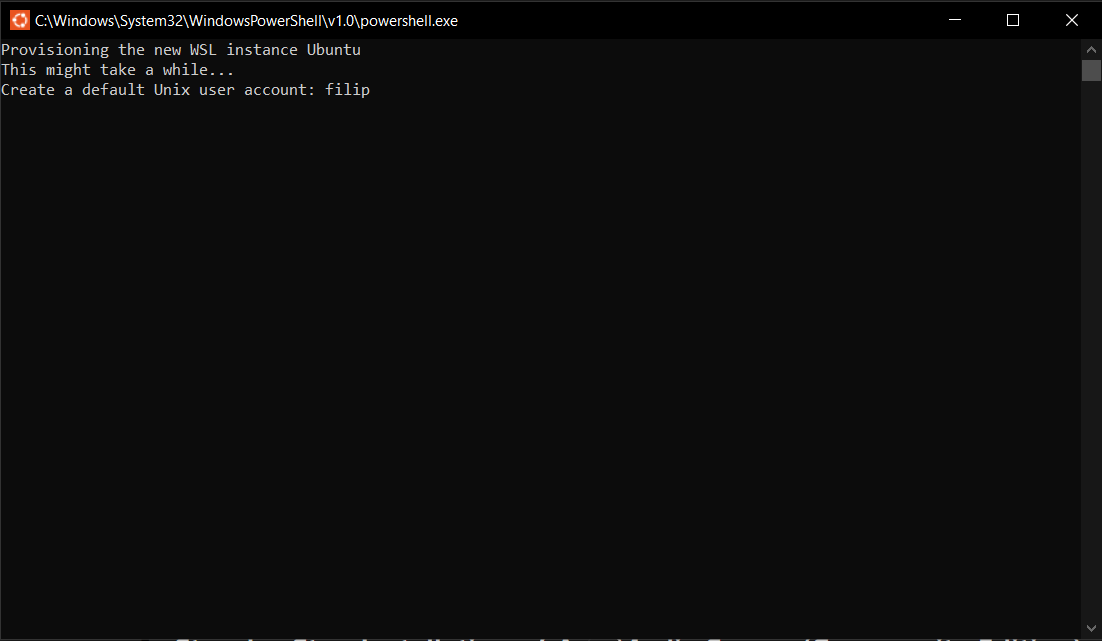 C:\Windows\System32\WindowsPowerShell\v1.0\powershell.exe
Provisioning the new WSL instance Ubuntu
This might take a while...
Create a default Unix user account: filip